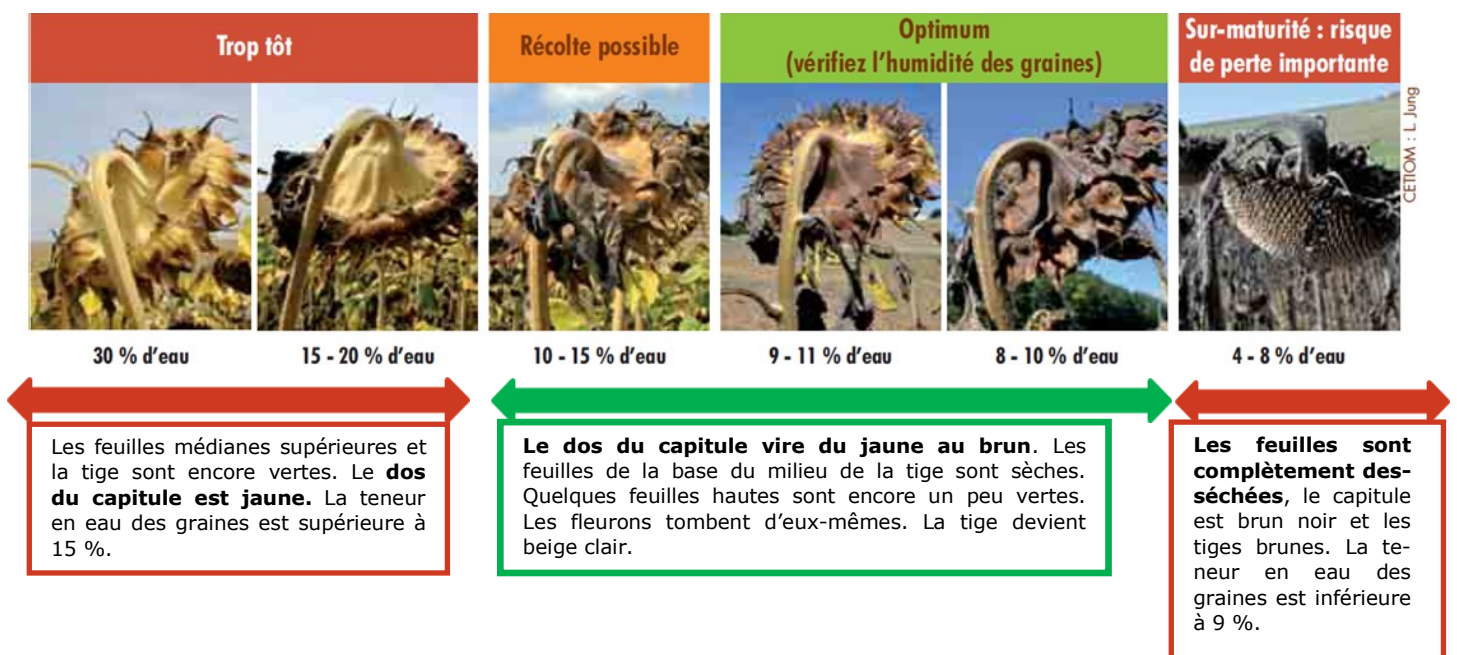 Trop tôt
Récolte possible
Optimum
(vérifiez l'humidité des graines)
Sur-maturité : risque
de perte importante
CETIOM : L Jung
30 % d'eau
15 - 20 % d'eau
10 - 15 % d'eau
9 - 11 % d'eau
8 - 10 % d'eau
4 - 8 % d'eau
Les feuilles médianes supérieures et
la tige sont encore vertes. Le dos
du capitule est jaune. La teneur
en eau des graines est supérieure à
15 %.
Le dos du capitule vire du jaune au brun. Les
feuilles de la base du milieu de la tige sont sèches.
Quelques feuilles hautes sont encore un peu vertes.
Les fleurons tombent d'eux-mêmes. La tige devient
beige clair.
Les feuilles sont
complètement des-
séchées, le capitule
est brun noir et les
tiges brunes. La te-
neur en eau des
graines est inférieure
à 9 %.